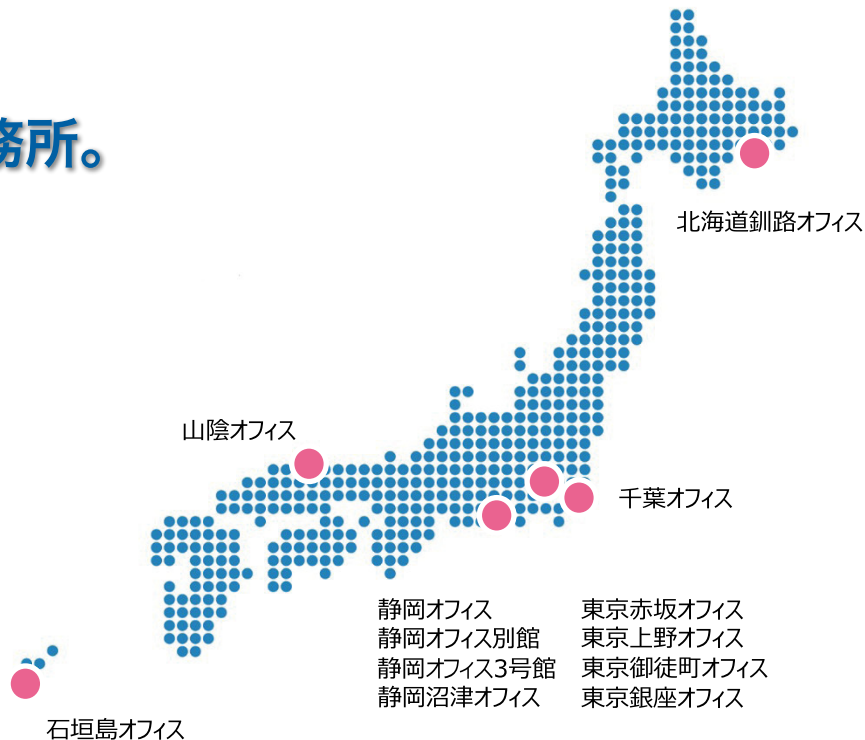 務所。
北海道釧路オフィス
山陰オフィス
千葉オフィス
静岡オフィス
静岡オフィス別館
静岡オフィス3号館
静岡沼津オフィス
東京赤坂オフィス
東京上野オフィス
東京御徒町オフィス
東京銀座オフィス
石垣島オフィス